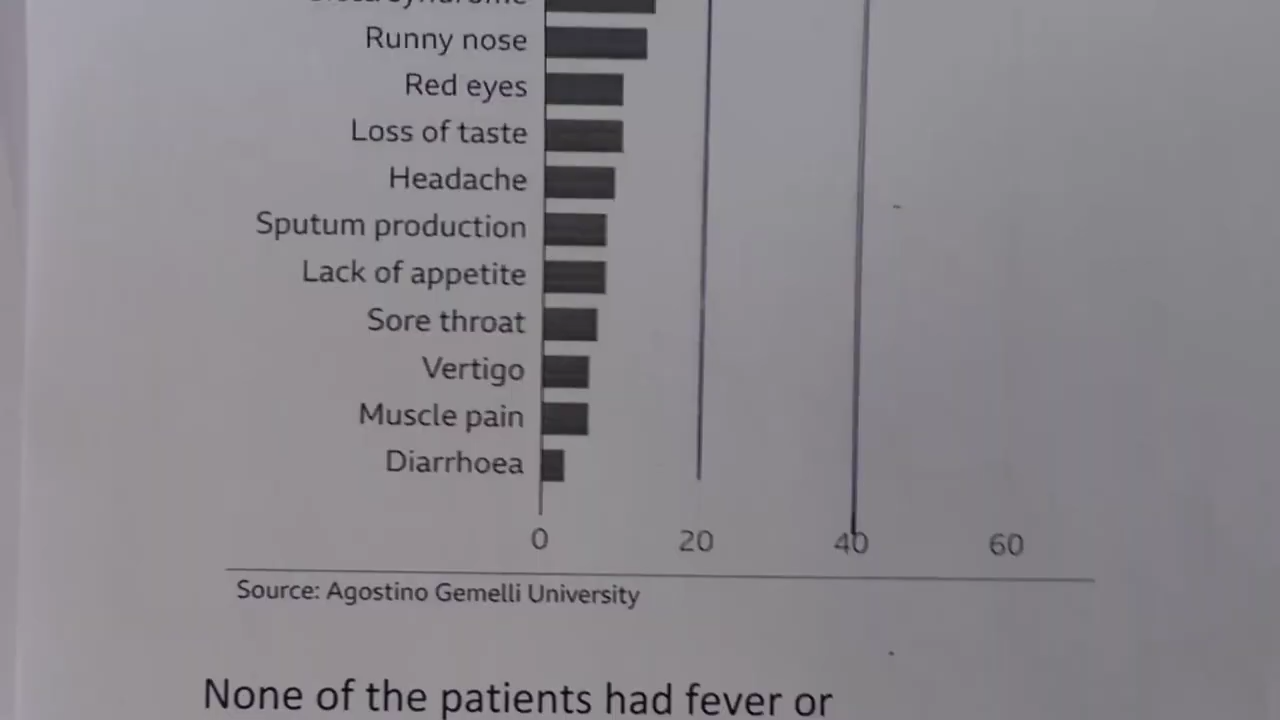 syndrome
Runny nose
Red eyes
Loss of taste
Headache
Sputum production
Lack of appetite
Sore throat
Vertigo
Muscle pain
Diarrhoea
0 20 40 60
Source: Agostino Gemelli University
None of the patients had fever or